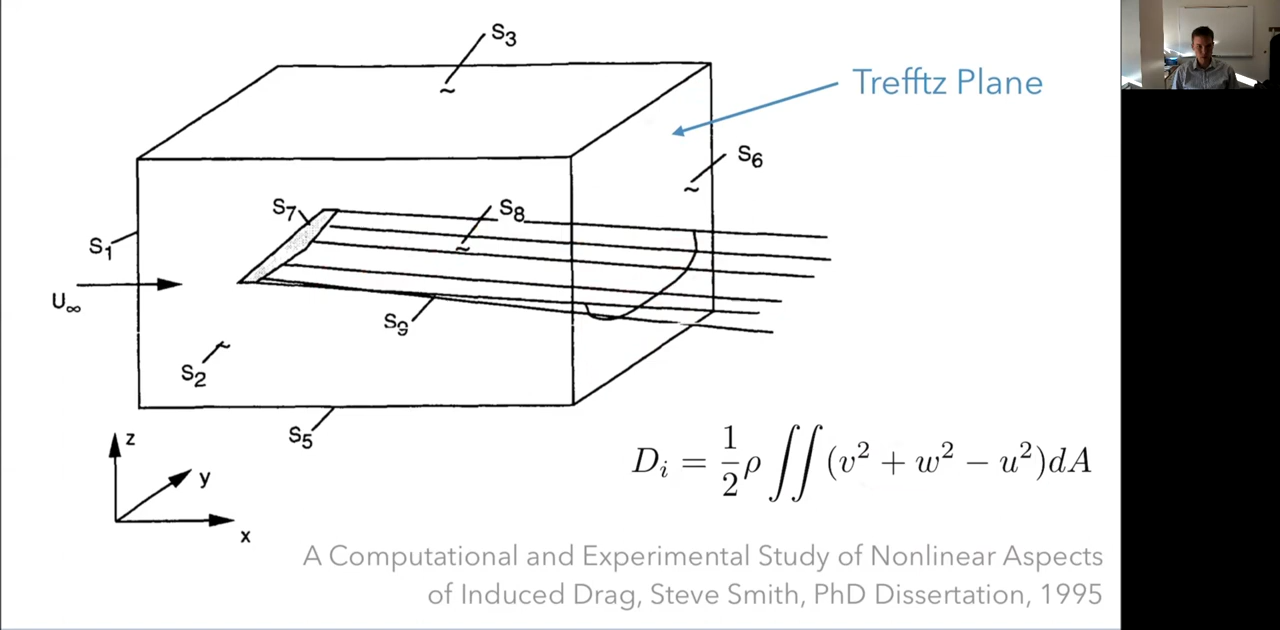 S₃
Trefftz Plane
S₆
S₇
S₈
S₁
U∞
S₉
S₂
S₅
z
y
x
Dᵢ = 1/2 ρ ∬ (v² + w² − u²)dA
A Computational and Experimental Study of Nonlinear Aspects
of Induced Drag, Steve Smith, PhD Dissertation, 1995